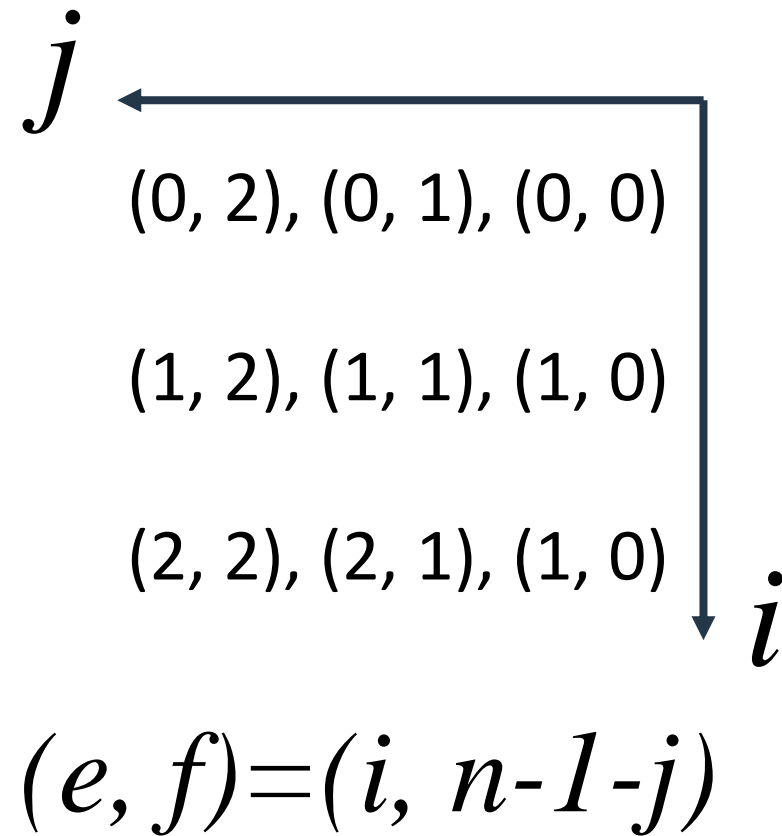 j
(0, 2), (0, 1), (0, 0)
(1, 2), (1, 1), (1, 0)
(2, 2), (2, 1), (1, 0)
i
(e, f)=(i, n-1-j)